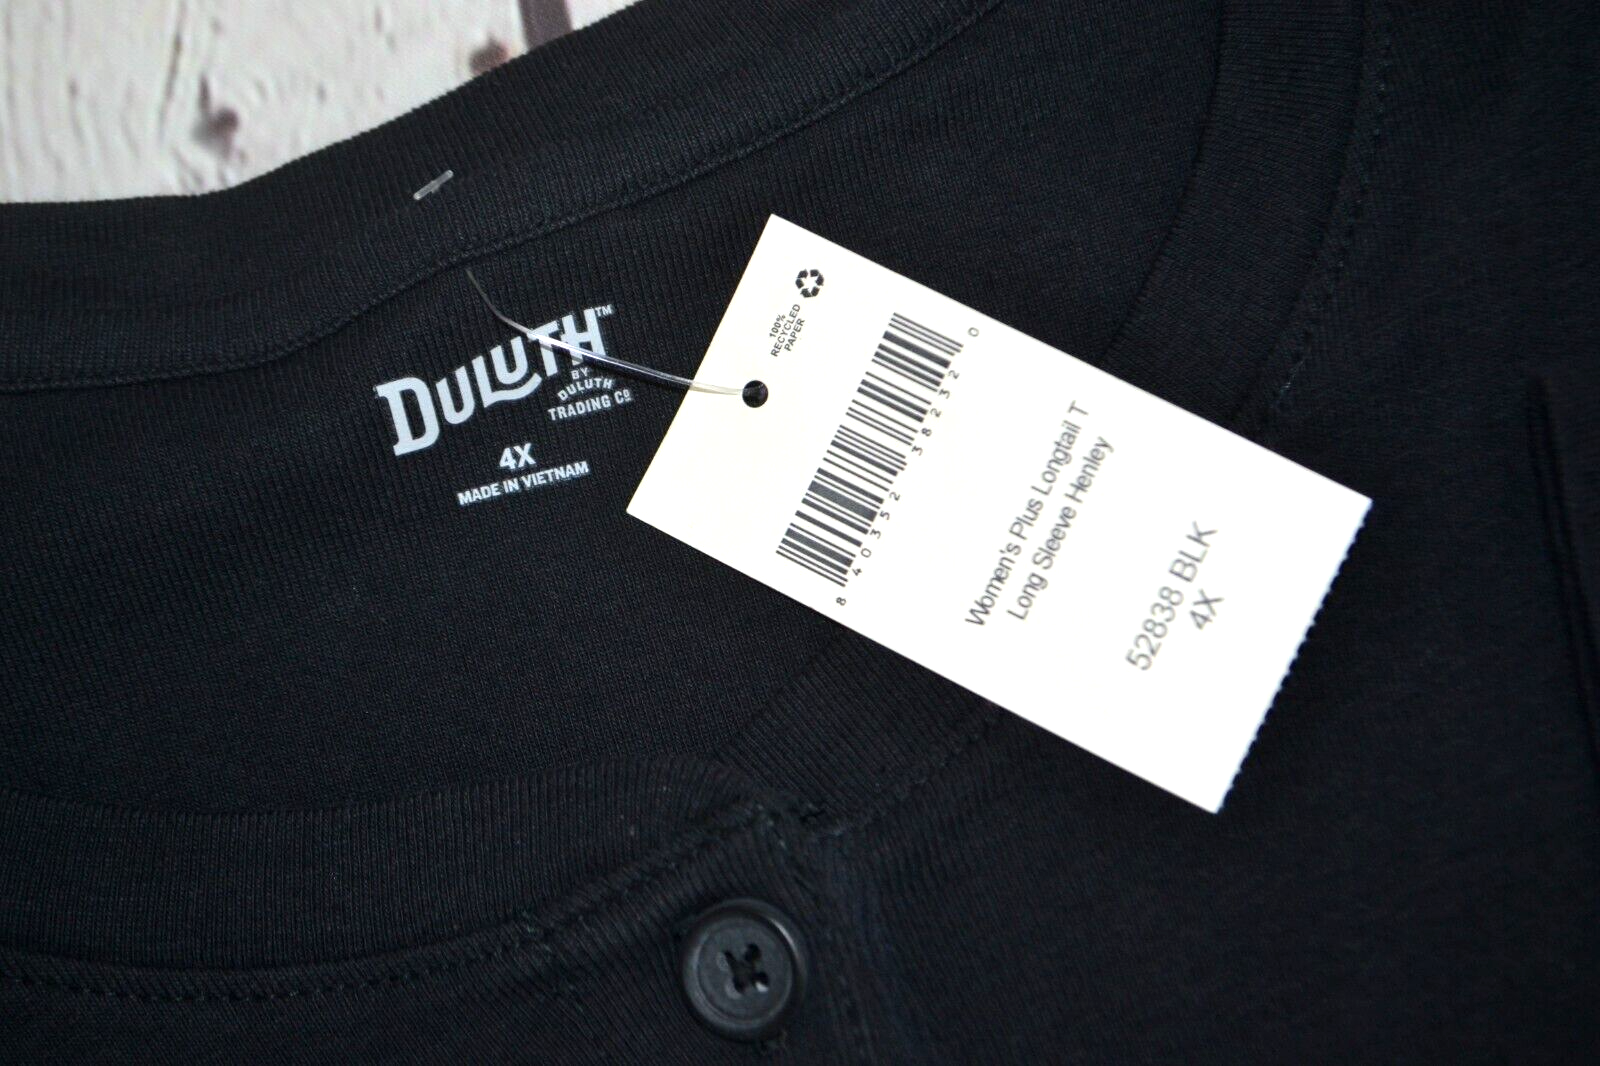 DULUTH™
BY
DULUTH
TRADING Co
4X
MADE IN VIETNAM
100%
RECYCLED
PAPER
8 40352 38232 0
Women's Plus Longtail T
Long Sleeve Henley
52838 BLK
4X